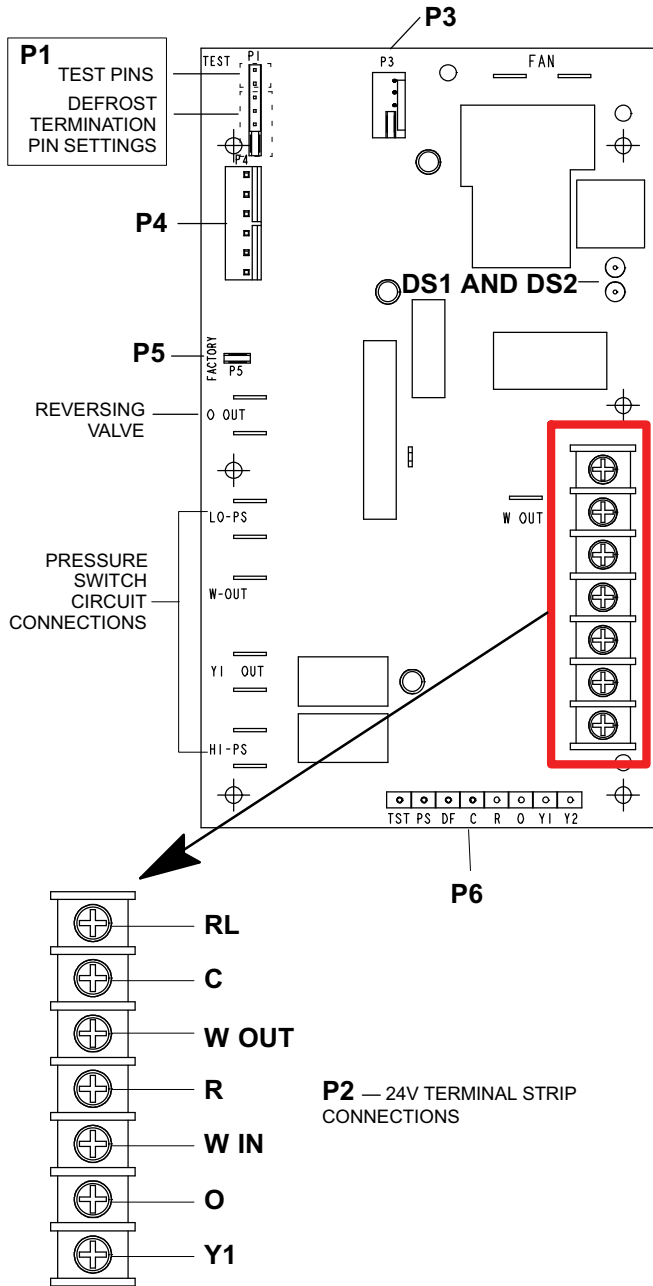 P3
P1
TEST PINS
DEFROST
TERMINATION
PIN SETTINGS
TEST
P1
P3
FAN
P4
P4
DS1 AND DS2
P5
FACTORY
P5
REVERSING
VALVE
O OUT
LO-PS
W OUT
PRESSURE
SWITCH
CIRCUIT
CONNECTIONS
W-OUT
Y1 OUT
HI-PS
TST PS DF C R O Y1 Y2
P6
RL
C
W OUT
R
P2 — 24V TERMINAL STRIP
CONNECTIONS
W IN
O
Y1